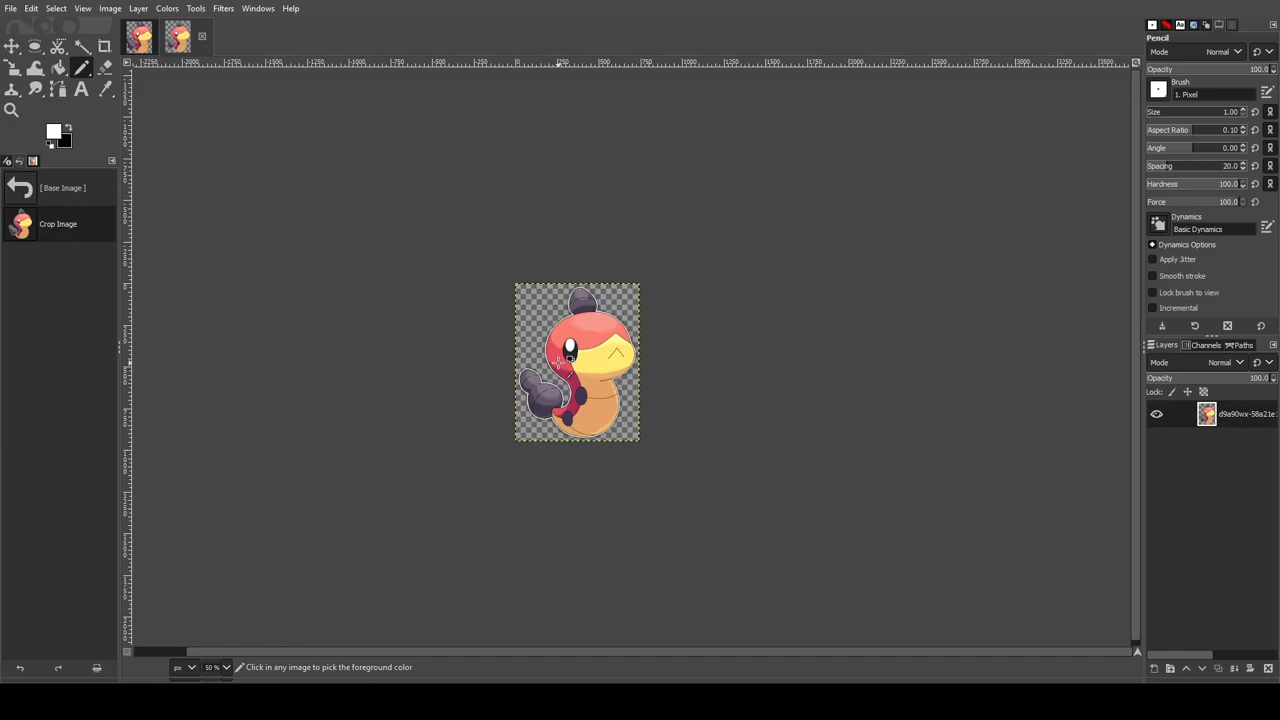 File Edit Select View Image Layer Colors Tools Filters Windows Help
Pencil
Mode Normal
Opacity 100.0
Brush
1. Pixel
Size 1.00
Aspect Ratio 0.10
Angle 0.00
Spacing 20.0
Hardness 100.0
Force 100.0
Dynamics
Basic Dynamics
Dynamics Options
Apply Jitter
Smooth stroke
Lock brush to view
Incremental
[ Base Image ]
Crop Image
Layers Channels Paths
Mode Normal
Opacity 100.0
Lock:
d9a90wx-58a21e
px 50 % Click in any image to pick the foreground color